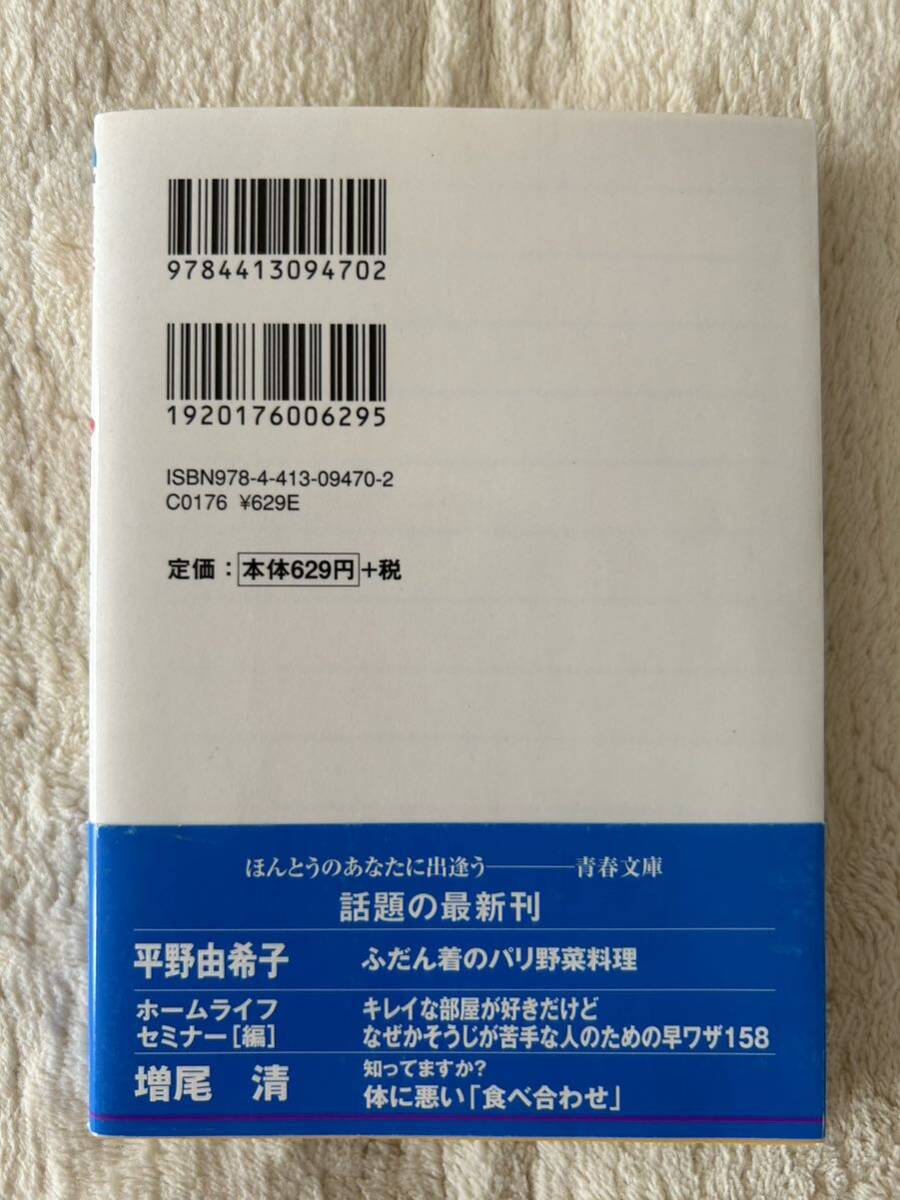 9784413094702
1920176006295
ISBN978-4-413-09470-2
C0176 ¥629E
定価：本体629円+税
ほんとうのあなたに出逢う―――青春文庫
話題の最新刊
平野由希子 ふだん着のパリ野菜料理
ホームライフ
セミナー[編]
キレイな部屋が好きだけど
なぜかそうじが苦手な人のための早ワザ158
増尾 清
知ってますか?
体に悪い「食べ合わせ」